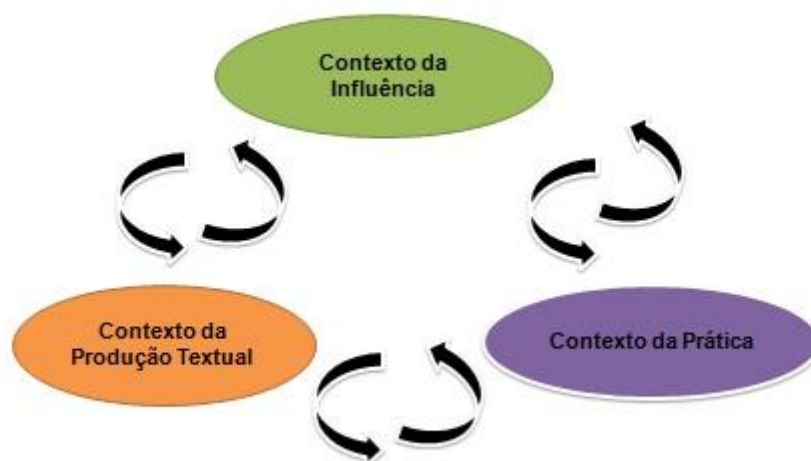 Contexto da
Influência
Contexto da
Produção Textual
Contexto da Prática